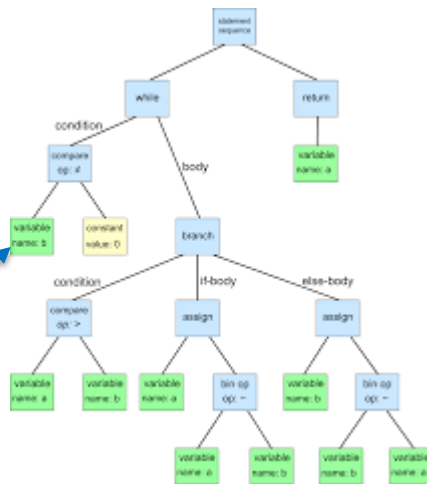 statement
sequence
while
return
condition
body
compare
op: ≠
variable
name: a
variable
name: b
constant
value: 0
branch
condition
if-body
else-body
compare
op: >
assign
assign
variable
name: a
variable
name: b
variable
name: a
bin op
op: −
variable
name: b
bin op
op: −
variable
name: a
variable
name: b
variable
name: b
variable
name: a